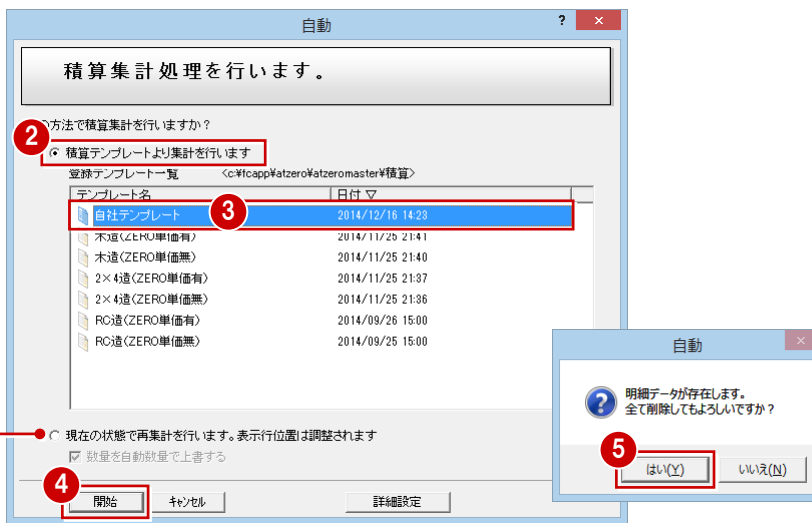 自動
?
×
積算集計処理を行います。
の方法で積算集計を行いますか？
2
積算テンプレートより集計を行います
登録テンプレート一覧 <c:¥fcapp¥atzero¥atzeromaster¥積算>
テンプレート名 日付 ▽
自社テンプレート 3 2014/12/16 14:28
木造(ZERO単価有) 2014/11/25 21:41
木造(ZERO単価無) 2014/11/25 21:40
2×4造(ZERO単価有) 2014/11/25 21:37
2×4造(ZERO単価無) 2014/11/25 21:36
RC造(ZERO単価有) 2014/09/26 15:00
RC造(ZERO単価無) 2014/09/25 15:00
現在の状態で再集計を行います。表示行位置は調整されます
数量を自動数量で上書する
4
開始 キャンセル 詳細設定
自動
×
明細データが存在します。
全て削除してもよろしいですか？
5
はい(Y) いいえ(N)